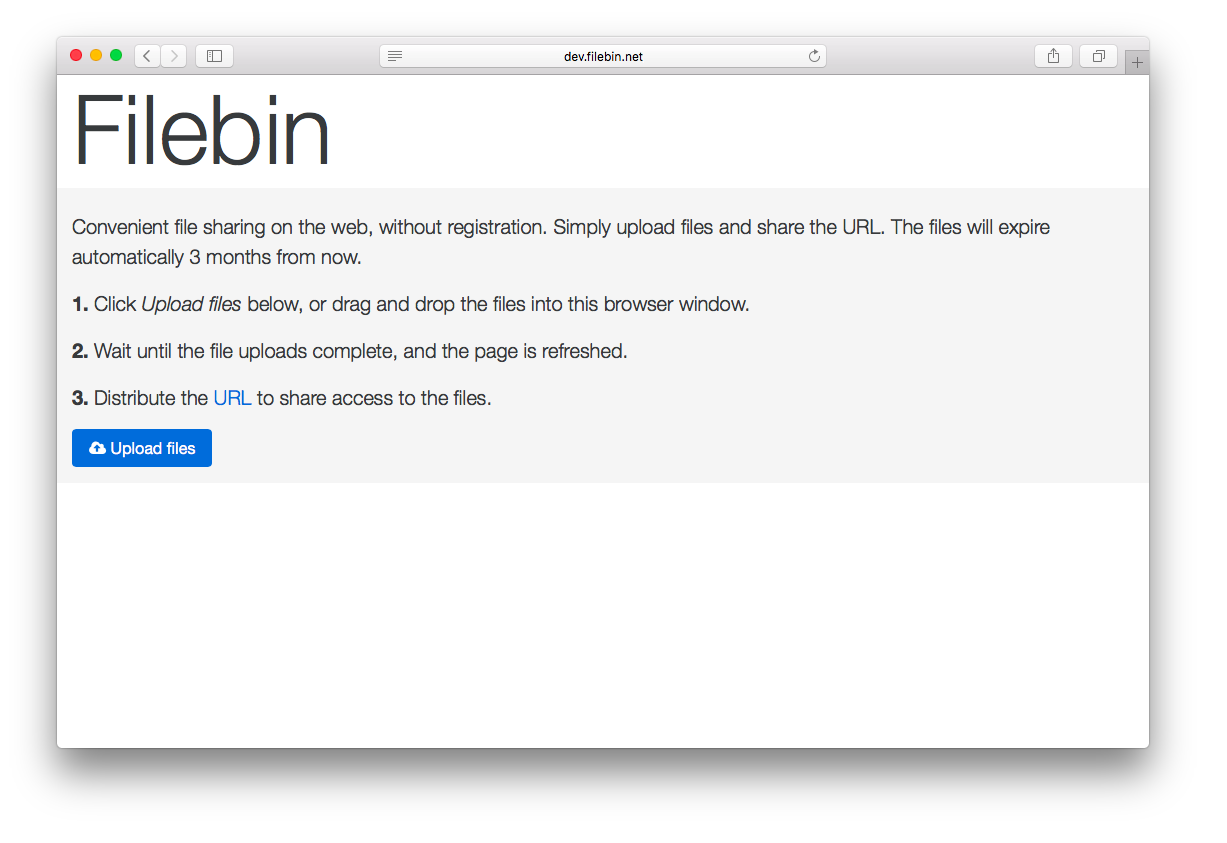 dev.filebin.net
Filebin
Convenient file sharing on the web, without registration. Simply upload files and share the URL. The files will expire
automatically 3 months from now.
1. Click Upload files below, or drag and drop the files into this browser window.
2. Wait until the file uploads complete, and the page is refreshed.
3. Distribute the URL to share access to the files.
Upload files